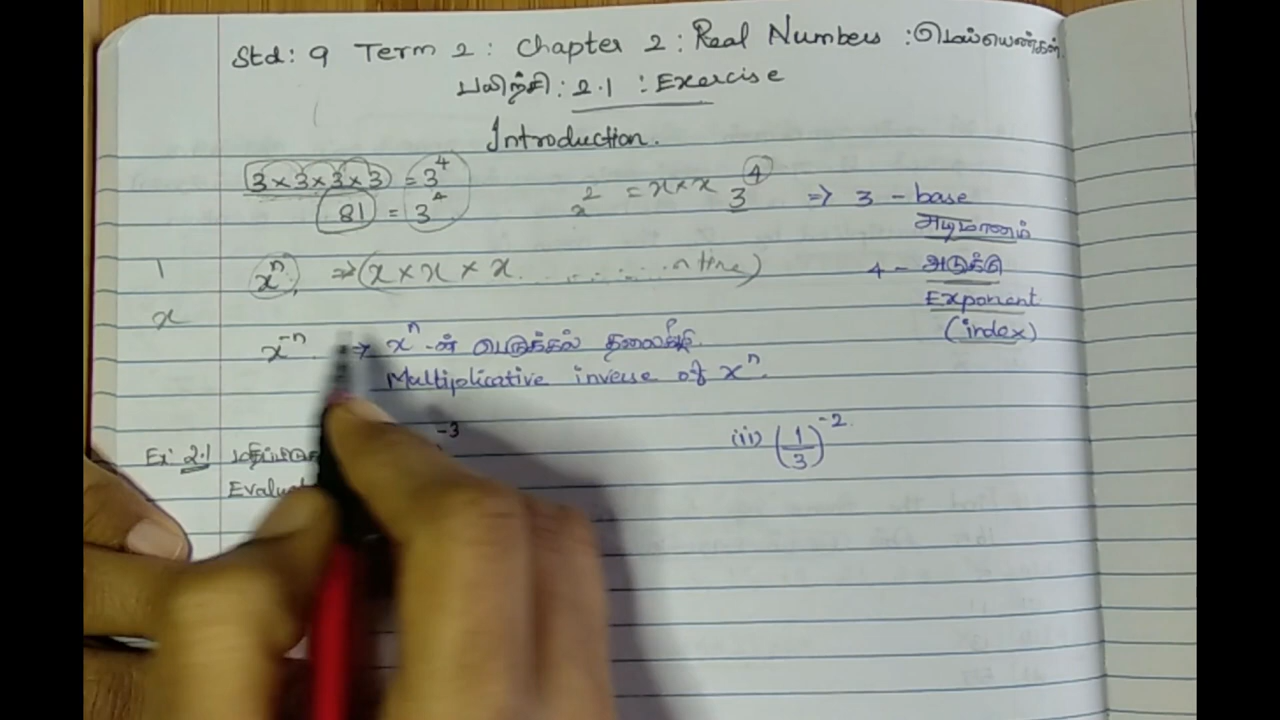 Std: 9 Term 2 : Chapter 2 : Real Numbers : மெய்யெண்கள்
பயிற்சி : 2.1 : Exercise
Introduction.
3×3×3×3 = 3⁴
81 = 3⁴
x² = x×x
3⁴ => 3 - base
அடிமானம்
4 - அடுக்கு
Exponent
(index)
1
xⁿ => (x × x × x ........... n time)
x
x⁻ⁿ → xⁿ-ன் பெருக்கல் தலைகீழி.
Multiplicative inverse of xⁿ.
Ex: 2.1
-3
(ii) (1/3)⁻².